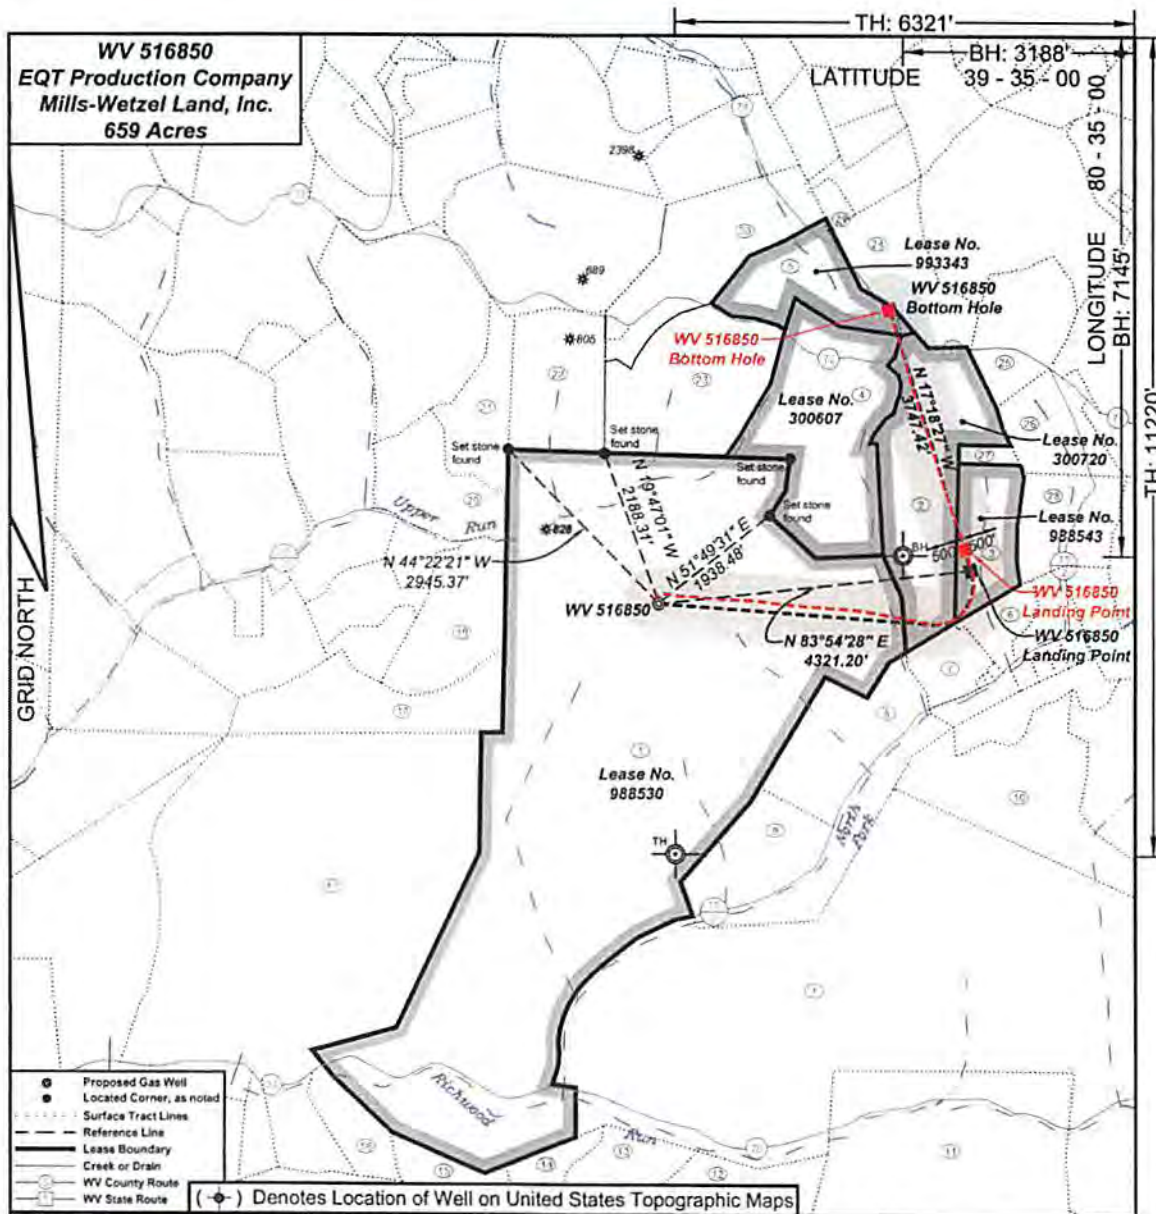 TH: 6321'
BH: 3188'
LATITUDE 39 - 35 - 00
WV 516850
EQT Production Company
Mills-Wetzel Land, Inc.
659 Acres
LONGITUDE 80 - 35 - 00
BH: 7145'
TH: 11220'
GRID NORTH
2398
689
805
828
Lease No.
993343
WV 516850
Bottom Hole
WV 516850
Bottom Hole
Lease No.
300607
N 17°18'27" W
3747.42'
Lease No.
300720
Lease No.
988543
Set stone
found
Set stone
found
Set stone
found
Set stone
found
Upper
Run
N 19°47'01" W
2188.31'
N 51°49'31" E
1938.48'
N 44°22'21" W
2945.37'
WV 516850
BH
500'
500'
WV 516850
Landing Point
WV 516850
Landing Point
N 83°54'28" E
4321.20'
Lease No.
988530
TH
North
Fork
Richwood
Run
Proposed Gas Well
Located Corner, as noted
Surface Tract Lines
Reference Line
Lease Boundary
Creek or Drain
WV County Route
WV State Route
( ) Denotes Location of Well on United States Topographic Maps